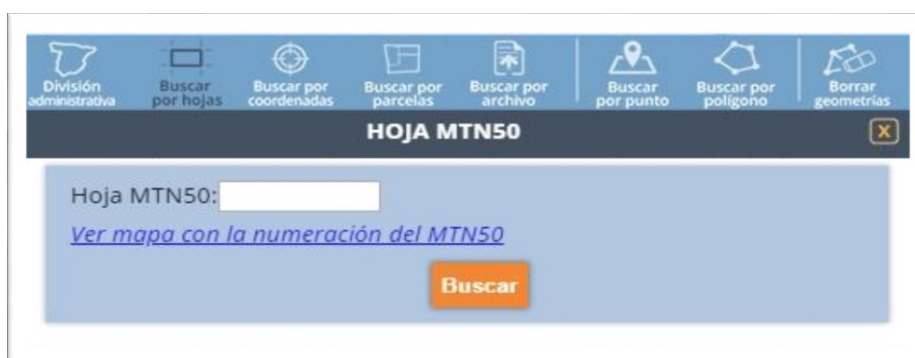 División administrativa
Buscar por hojas
Buscar por coordenadas
Buscar por parcelas
Buscar por archivo
Buscar por punto
Buscar por polígono
Borrar geometrías
HOJA MTN50
X
Hoja MTN50:
Ver mapa con la numeración del MTN50
Buscar